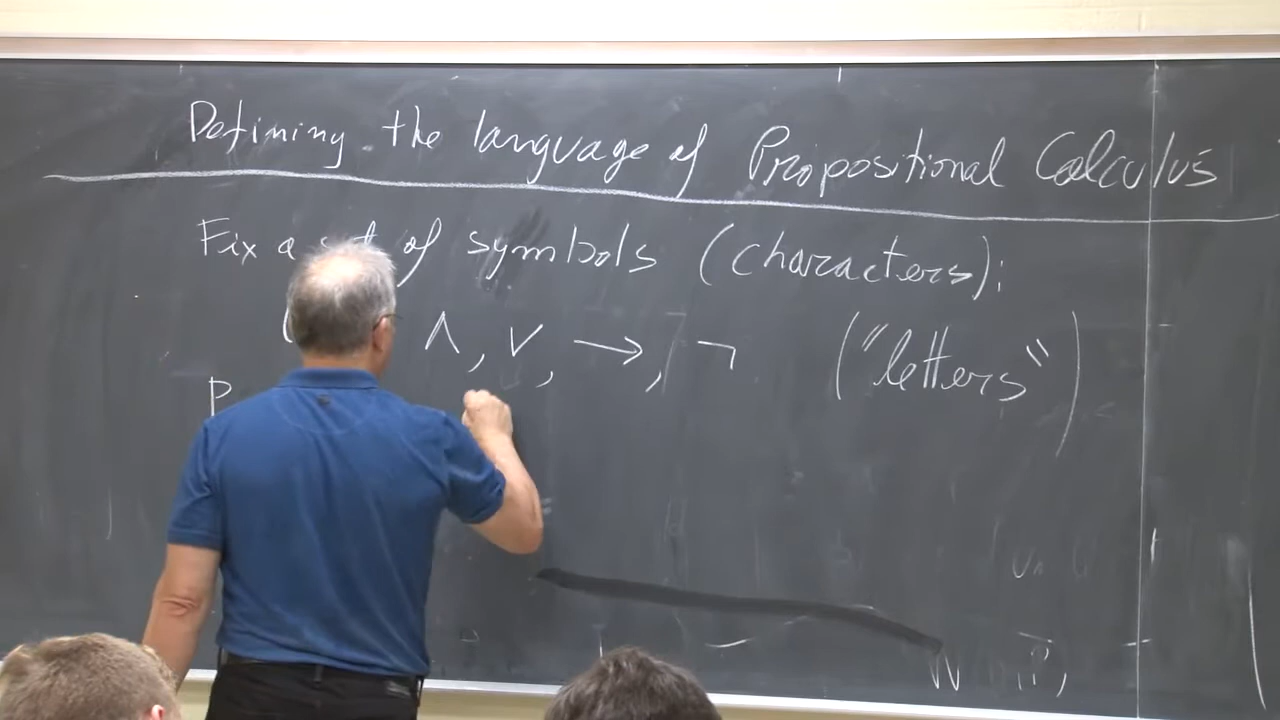 Defining the language of Propositional Calculus
Fix a set of symbols (characters):
( ∧, ∨, →, ¬ ("letters")
P